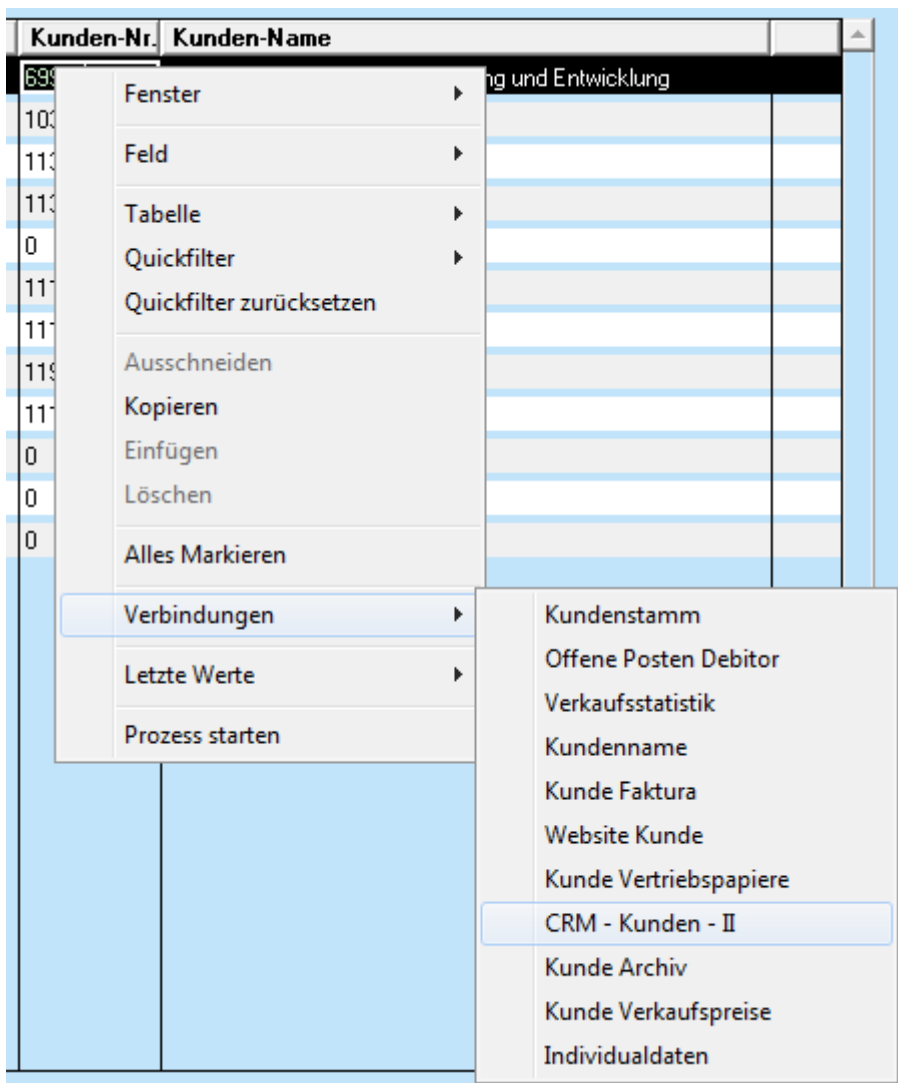 Kunden-Nr. Kunden-Name
ng und Entwicklung
Fenster
Feld
Tabelle
0
Quickfilter
Quickfilter zurücksetzen
Ausschneiden
Kopieren
0
Einfügen
0
Löschen
0
Alles Markieren
Verbindungen
Letzte Werte
Prozess starten
Kundenstamm
Offene Posten Debitor
Verkaufsstatistik
Kundenname
Kunde Faktura
Website Kunde
Kunde Vertriebspapiere
CRM - Kunden - II
Kunde Archiv
Kunde Verkaufspreise
Individualdaten